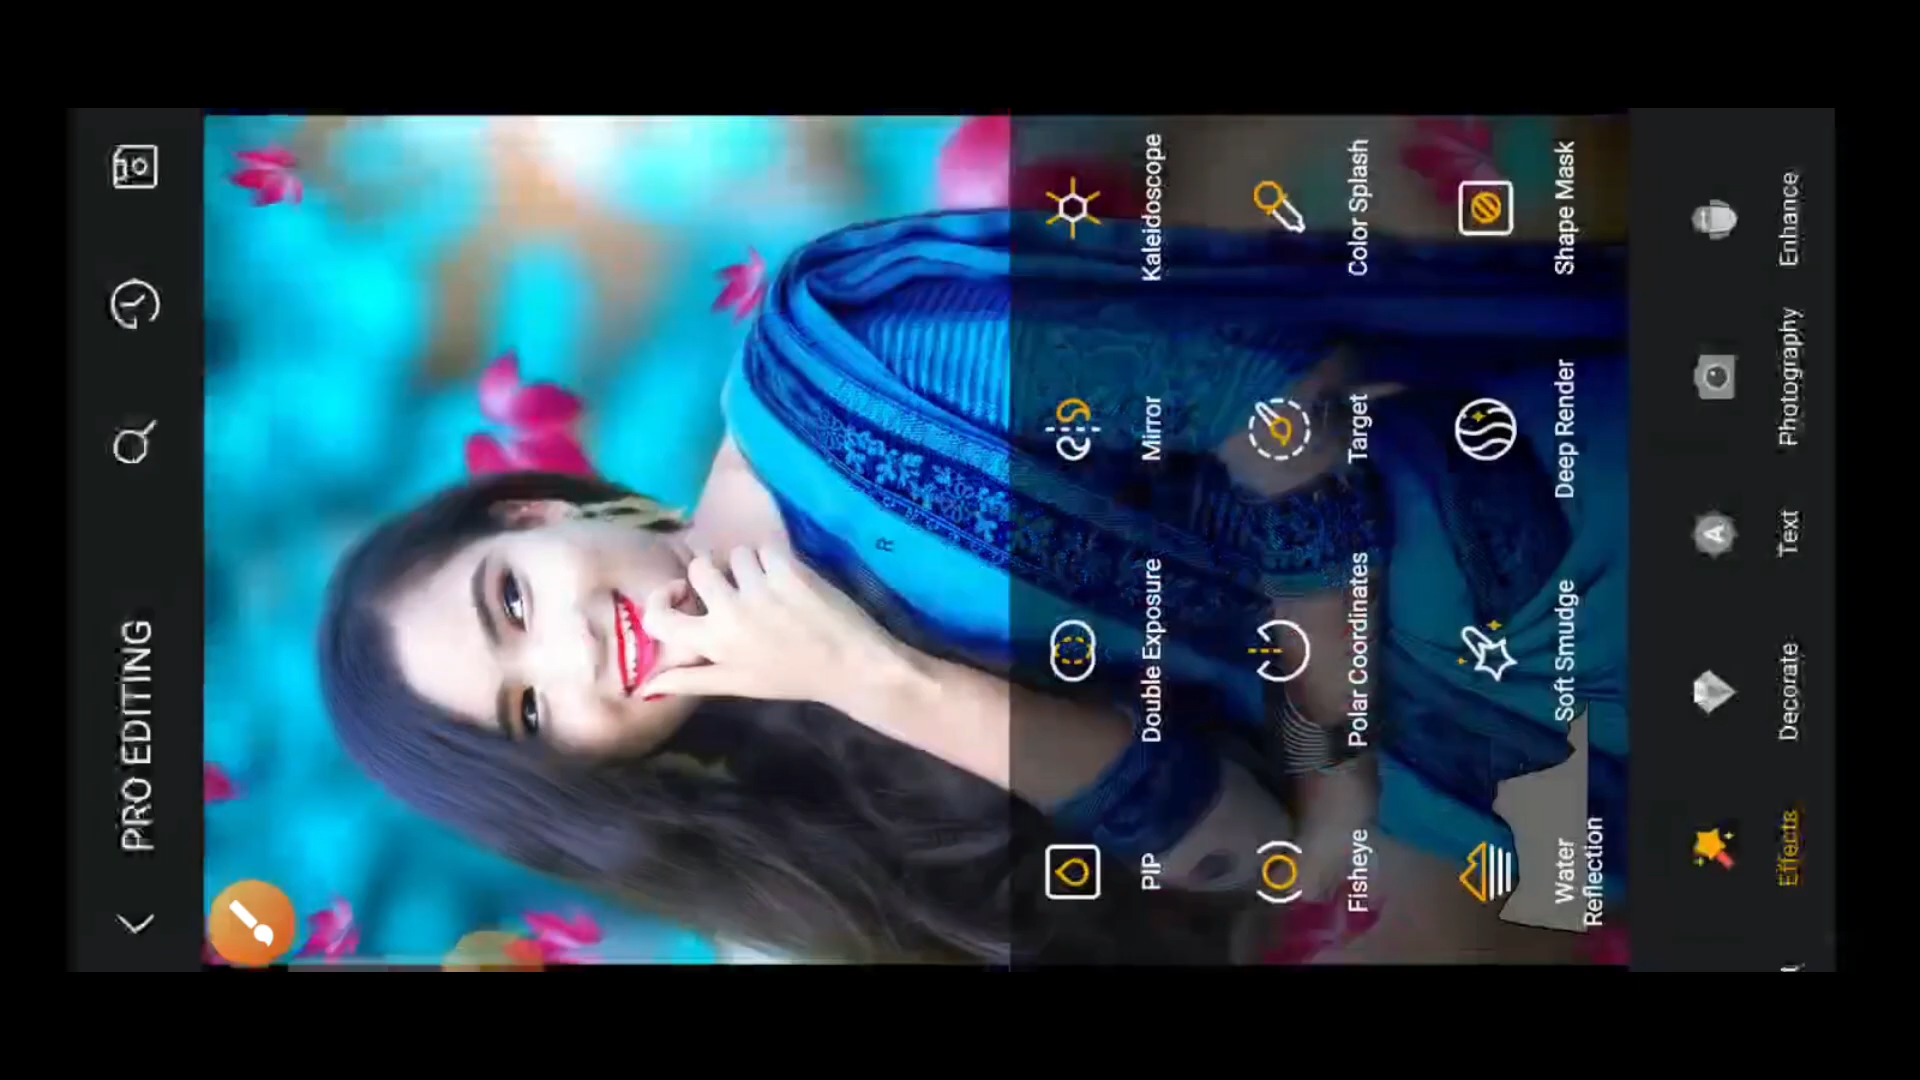 PRO EDITING
R
PIP
Double Exposure
Mirror
Kaleidoscope
Fisheye
Polar Coordinates
Target
Color Splash
Water
Reflection
Soft Smudge
Deep Render
Shape Mask
Effects
Decorate
Text
Photography
Enhance